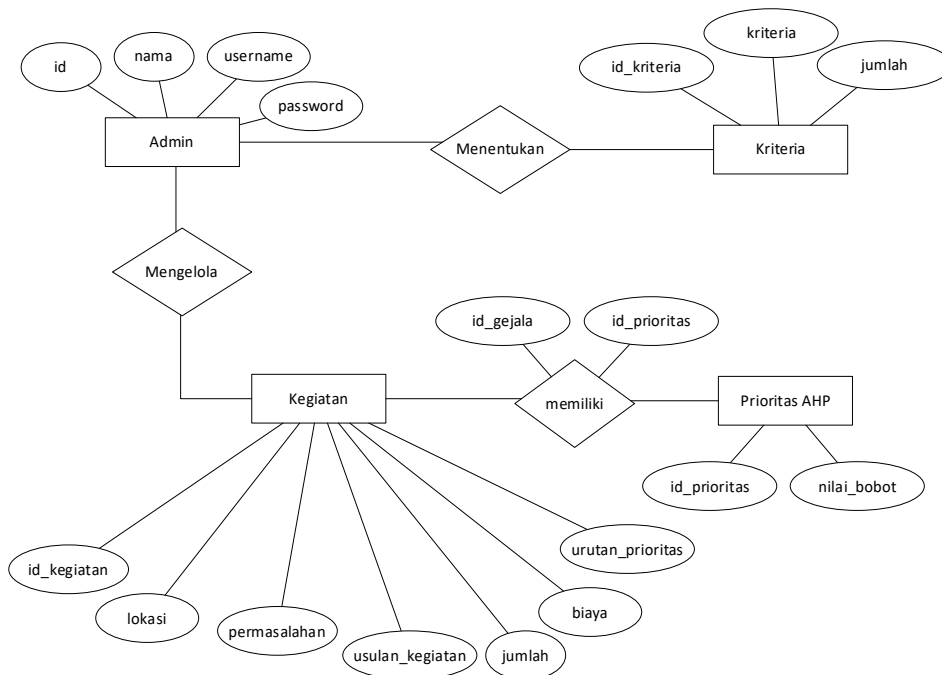 kriteria
nama
username
id
id_kriteria
jumlah
password
Admin
Menentukan
Kriteria
Mengelola
id_gejala
id_prioritas
Kegiatan
memiliki
Prioritas AHP
id_prioritas
nilai_bobot
urutan_prioritas
id_kegiatan
lokasi
biaya
permasalahan
usulan_kegiatan
jumlah